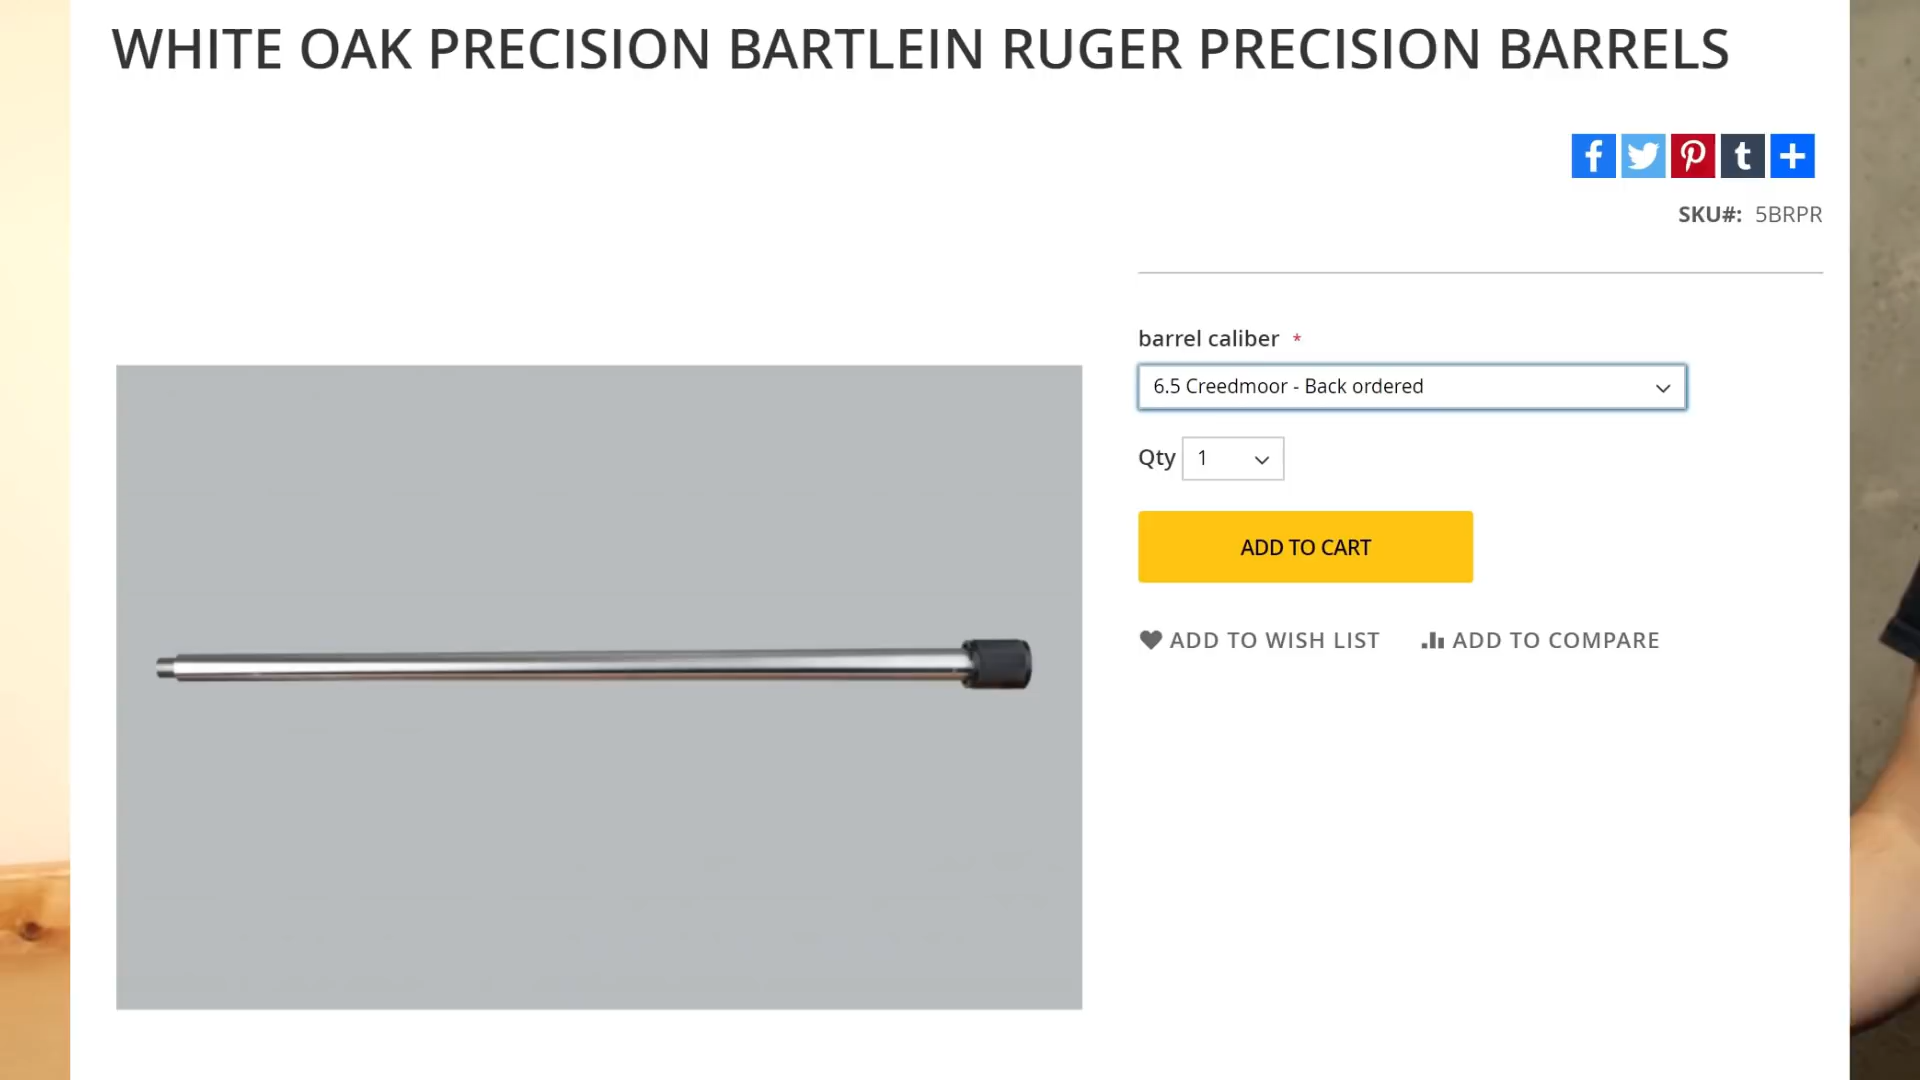 WHITE OAK PRECISION BARTLEIN RUGER PRECISION BARRELS
SKU#: 5BRPR
barrel caliber *
6.5 Creedmoor - Back ordered
Qty 1
ADD TO CART
ADD TO WISH LIST ADD TO COMPARE